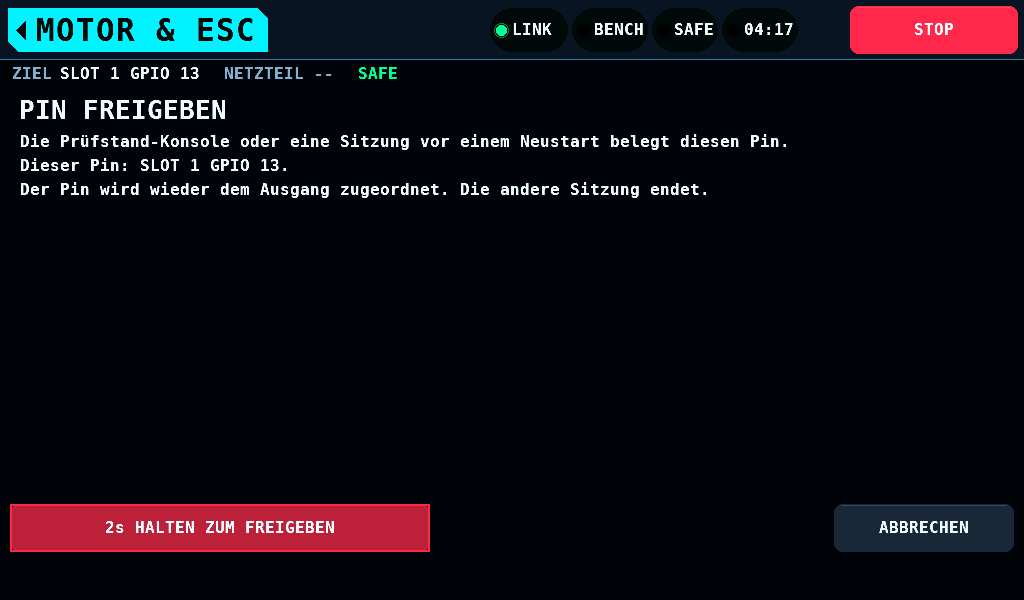 MOTOR & ESC
LINK
BENCH
SAFE
04:17
STOP
ZIEL SLOT 1 GPIO 13 NETZTEIL -- SAFE
PIN FREIGEBEN
Die Prüfstand-Konsole oder eine Sitzung vor einem Neustart belegt diesen Pin.
Dieser Pin: SLOT 1 GPIO 13.
Der Pin wird wieder dem Ausgang zugeordnet. Die andere Sitzung endet.
2s HALTEN ZUM FREIGEBEN
ABBRECHEN